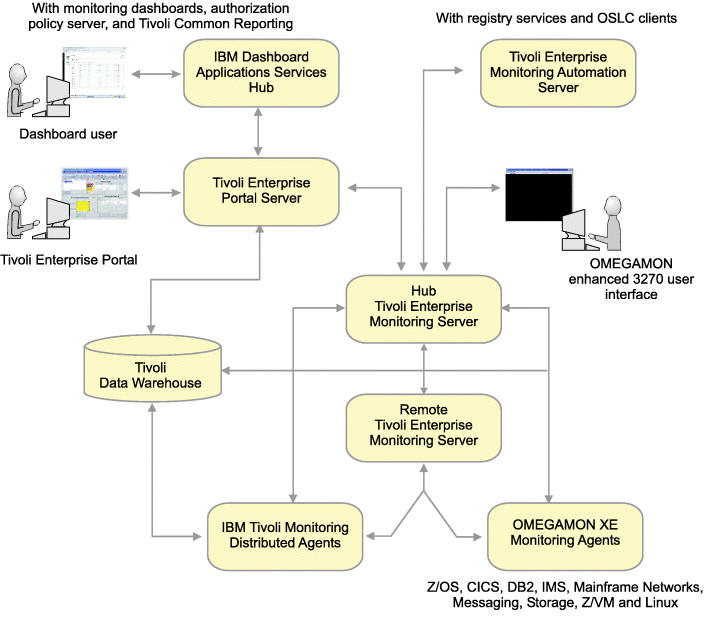 With monitoring dashboards, authorization
policy server, and Tivoli Common Reporting
With registry services and OSLC clients
IBM Dashboard
Applications Services
Hub
Tivoli Enterprise
Monitoring Automation
Server
Dashboard user
Tivoli Enterprise
Portal Server
Tivoli Enterprise Portal
OMEGAMON
enhanced 3270 user
interface
Hub
Tivoli Enterprise
Monitoring Server
Tivoli
Data Warehouse
Remote
Tivoli Enterprise
Monitoring Server
IBM Tivoli Monitoring
Distributed Agents
OMEGAMON XE
Monitoring Agents
Z/OS, CICS, DB2, IMS, Mainframe Networks,
Messaging, Storage, Z/VM and Linux